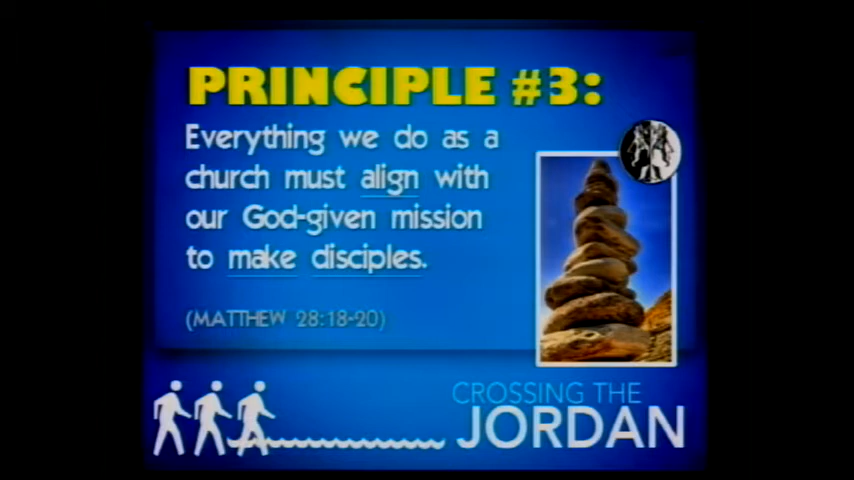 PRINCIPLE #3:
Everything we do as a
church must align with
our God-given mission
to make disciples.
(MATTHEW 28:18-20)
CROSSING THE
JORDAN